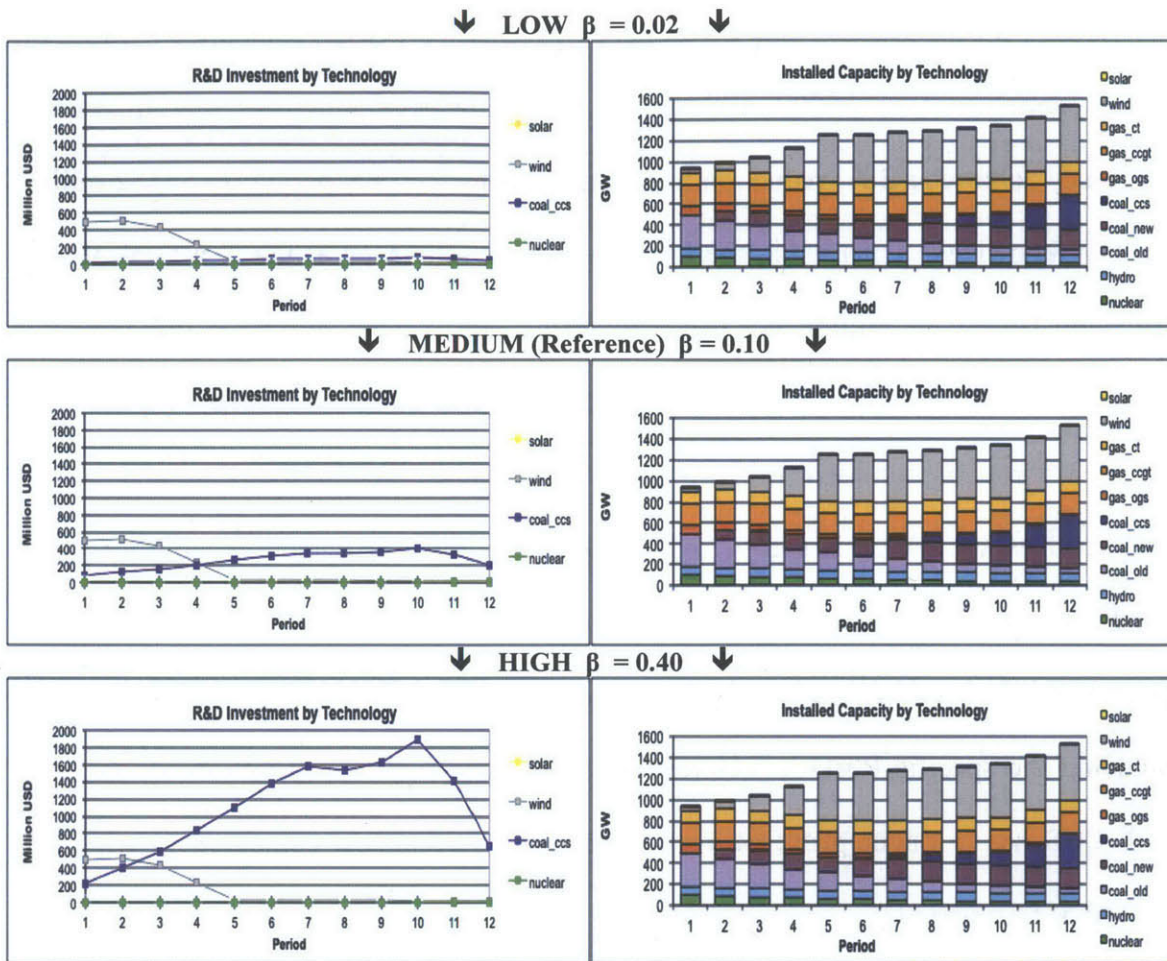 ↓ LOW β = 0.02 ↓
R&D Investment by Technology
Million USD
2000
1800
1600
1400
1200
1000
800
600
400
200
0
1 2 3 4 5 6 7 8 9 10 11 12
Period
solar
wind
coal_ccs
nuclear
Installed Capacity by Technology
GW
1600
1400
1200
1000
800
600
400
200
0
1 2 3 4 5 6 7 8 9 10 11 12
Period
solar
wind
gas_ct
gas_ccgt
gas_ogs
coal_ccs
coal_new
coal_old
hydro
nuclear
↓ MEDIUM (Reference) β = 0.10 ↓
R&D Investment by Technology
Million USD
2000
1800
1600
1400
1200
1000
800
600
400
200
0
1 2 3 4 5 6 7 8 9 10 11 12
Period
solar
wind
coal_ccs
nuclear
Installed Capacity by Technology
GW
1600
1400
1200
1000
800
600
400
200
0
1 2 3 4 5 6 7 8 9 10 11 12
Period
solar
wind
gas_ct
gas_ccgt
gas_ogs
coal_ccs
coal_new
coal_old
hydro
nuclear
↓ HIGH β = 0.40 ↓
R&D Investment by Technology
Million USD
2000
1800
1600
1400
1200
1000
800
600
400
200
0
1 2 3 4 5 6 7 8 9 10 11 12
Period
solar
wind
coal_ccs
nuclear
Installed Capacity by Technology
GW
1600
1400
1200
1000
800
600
400
200
0
1 2 3 4 5 6 7 8 9 10 11 12
Period
solar
wind
gas_ct
gas_ccgt
gas_ogs
coal_ccs
coal_new
coal_old
hydro
nuclear